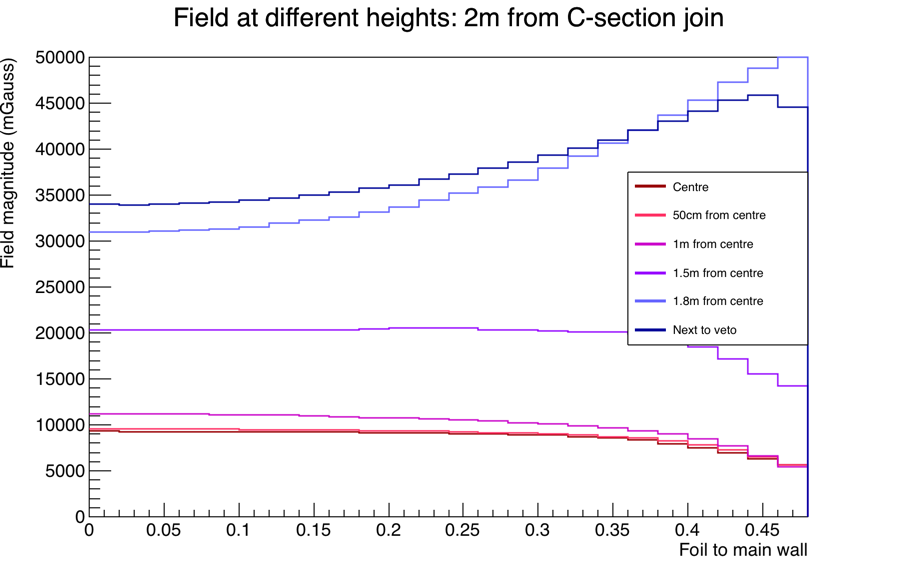 Field at different heights: 2m from C-section join
Field magnitude (mGauss)
50000
45000
40000
35000
30000
25000
20000
15000
10000
5000
0
Centre
50cm from centre
1m from centre
1.5m from centre
1.8m from centre
Next to veto
0 0.05 0.1 0.15 0.2 0.25 0.3 0.35 0.4 0.45
Foil to main wall